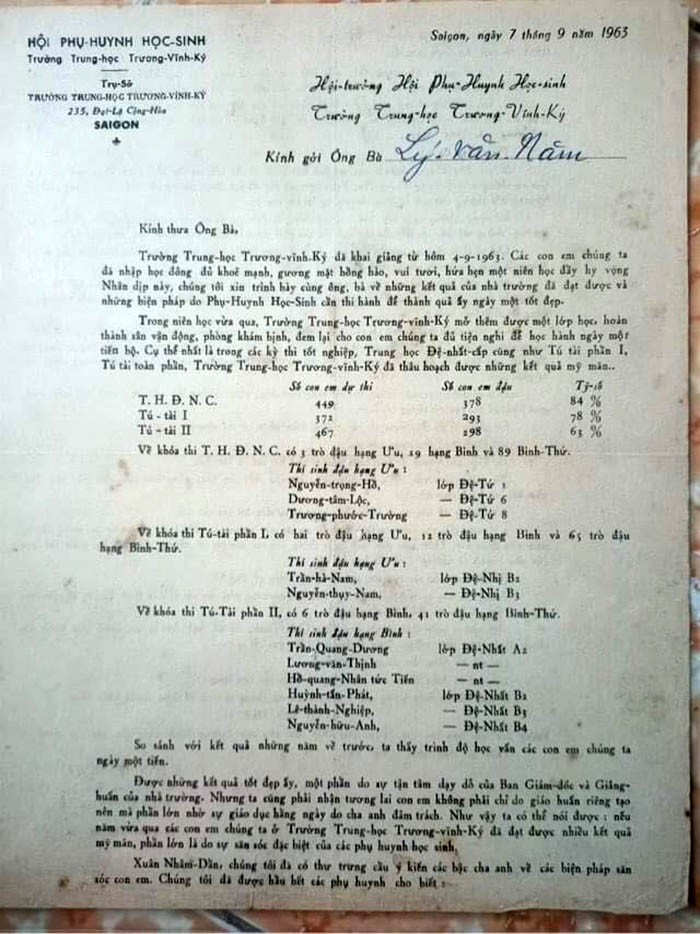 HỘI PHỤ-HUYNH HỌC-SINH
Trường Trung-học Trương-Vĩnh-Ký
Trụ-Sở
TRƯỜNG TRUNG-HỌC TRƯƠNG-VĨNH-KÝ
235, Đại-Lộ Cộng-Hòa
SAIGON
Saigon, ngày 7 tháng 9 năm 1963
Hội-trưởng Hội Phụ-Huynh Học-sinh
Trường Trung-học Trương-Vĩnh-Ký
Kính gởi Ông Bà Lý-Văn-Năm
Kính thưa Ông Bà,
Trường Trung-học Trương-vĩnh-Ký đã khai giảng từ hôm 4-9-1963. Các con em chúng ta
đã nhập học đông đủ khoẻ mạnh, gương mặt hồng hào, vui tươi, hứa hẹn một niên học đầy hy vọng
Nhân dịp này, chúng tôi xin trình bày cùng ông, bà về những kết quả của nhà trường đã đạt được và
những biện pháp do Phụ-Huynh Học-Sinh cần thi hành để thành quả ấy ngày một tốt đẹp.
Trong niên học vừa qua, Trường Trung-học Trương-vĩnh-Ký mở thêm được một lớp học, hoàn
thành sân vận động, phòng khám bịnh, đem lại cho con em chúng ta đủ tiện nghi để học hành ngày một
tiến bộ. Cụ thể nhất là trong các kỳ thi tốt nghiệp, Trung học Đệ-nhất-cấp cũng như Tú tài phần I,
Tú tài toàn phần, Trường Trung-học Trương-vĩnh-Ký đã thâu hoạch được những kết quả mỹ mãn..
Số con em dự thi Số con em đậu Tỷ-số
T. H. Đ. N. C. 449 378 84 %
Tú - tài I 372 293 78 %
Tú - tài II 467 298 63 %
Về khóa thi T. H. Đ. N. C. có 3 trò đậu hạng Ưu, 29 hạng Bình và 89 Bình-Thứ.
Thí sinh đậu hạng Ưu :
Nguyễn-trọng-Hồ, lớp Đệ-Tứ 1
Dương-tâm-Lộc, — Đệ-Tứ 6
Trương-phước-Trường — Đệ-Tứ 8
Về khóa thi Tú-tài phần I, có hai trò đậu hạng Ưu, 12 trò đậu hạng Bình và 65 trò đậu
hạng Bình-Thứ.
Thí sinh đậu hạng Ưu :
Trần-hà-Nam, lớp Đệ-Nhị B2
Nguyễn-thụy-Nam, — Đệ-Nhị B3
Về khóa thi Tú-Tài phần II, có 6 trò đậu hạng Bình, 41 trò đậu hạng Bình-Thứ.
Thí sinh đậu hạng Bình :
Trần-Quang-Dương lớp Đệ-Nhất A2
Lương-văn-Thịnh — nt —
Hồ-quang-Nhân tức Tiến — nt —
Huỳnh-tấn-Phát, lớp Đệ-Nhất B2
Lê-thành-Nghiệp, — Đệ-Nhất B3
Nguyễn-hữu-Anh, — Đệ-Nhất B4
So sánh với kết quả những năm về trước, ta thấy trình độ học vấn các con em chúng ta
ngày một tiến.
Được những kết quả tốt đẹp ấy, một phần do sự tận tâm dạy dỗ của Ban Giám-đốc và Giảng-
huấn của nhà trường. Nhưng ta cũng phải nhận tương lai con em không phải chỉ do giáo huấn riêng tạo
nên mà phần lớn nhờ sự giáo dục hằng ngày do cha anh đảm trách. Như vậy ta có thể nói được : nếu
năm vừa qua các con em chúng ta ở Trường Trung-học Trương-vĩnh-Ký đã đạt được nhiều kết quả
mỹ mãn, phần lớn là do sự săn sóc đặc biệt của các phụ huynh học sinh.
Xuân Nhâm-Dần, chúng tôi đã có thư trưng cầu ý kiến các bậc cha anh về các biện pháp săn
sóc con em. Chúng tôi đã được hầu hết các phụ huynh cho biết :